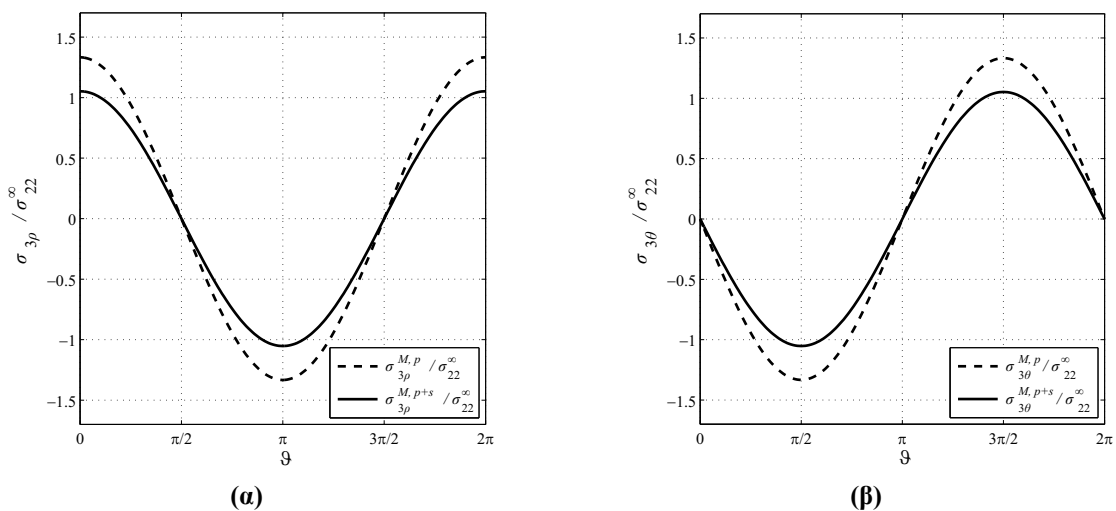 1.5
1
0.5
0
−0.5
−1
−1.5
σ 3ρ / σ ∞ 22
0 π/2 π 3π/2 2π
ϑ
σ M, p 3ρ / σ ∞ 22
σ M, p+s 3ρ / σ ∞ 22
(α)
1.5
1
0.5
0
−0.5
−1
−1.5
σ 3θ / σ ∞ 22
0 π/2 π 3π/2 2π
ϑ
σ M, p 3θ / σ ∞ 22
σ M, p+s 3θ / σ ∞ 22
(β)